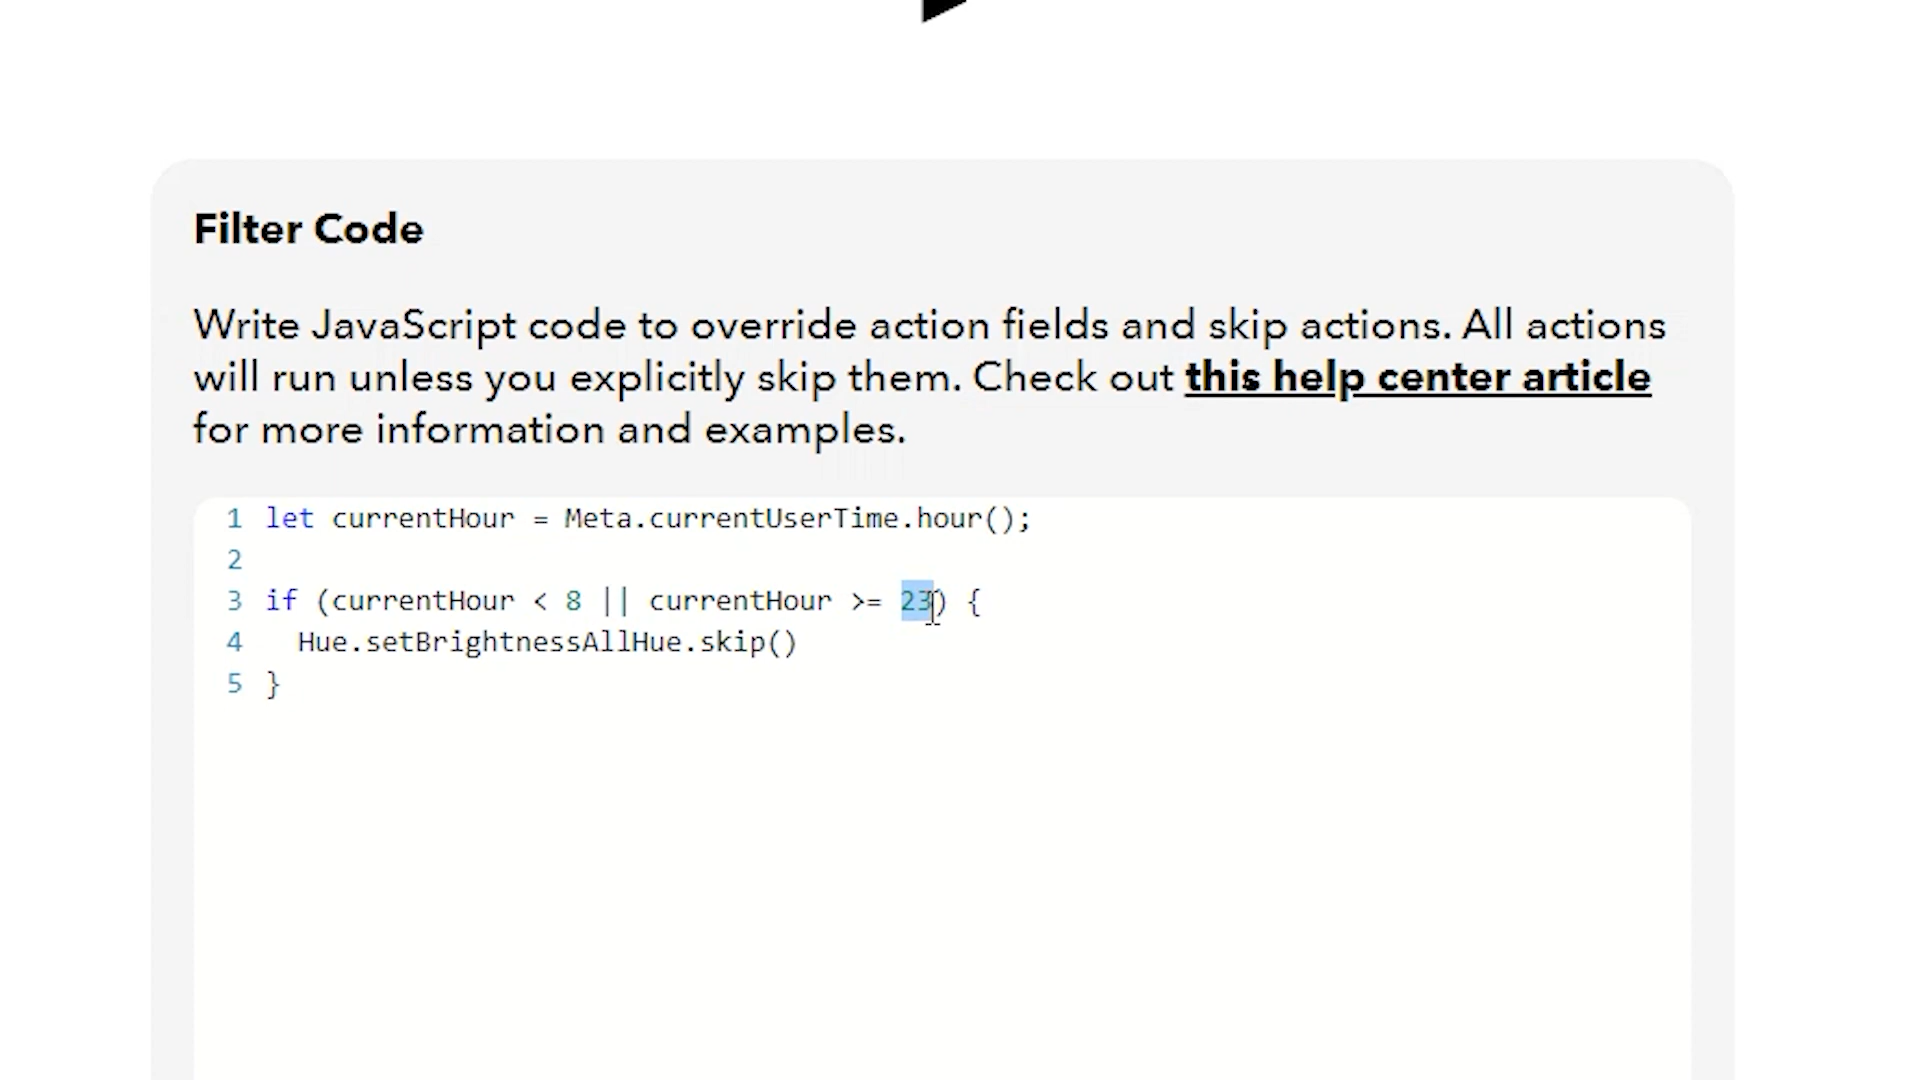 Filter Code
Write JavaScript code to override action fields and skip actions. All actions
will run unless you explicitly skip them. Check out this help center article
for more information and examples.
1 let currentHour = Meta.currentUserTime.hour();
2
3 if (currentHour < 8 || currentHour >= 23) {
4   Hue.setBrightnessAllHue.skip()
5 }